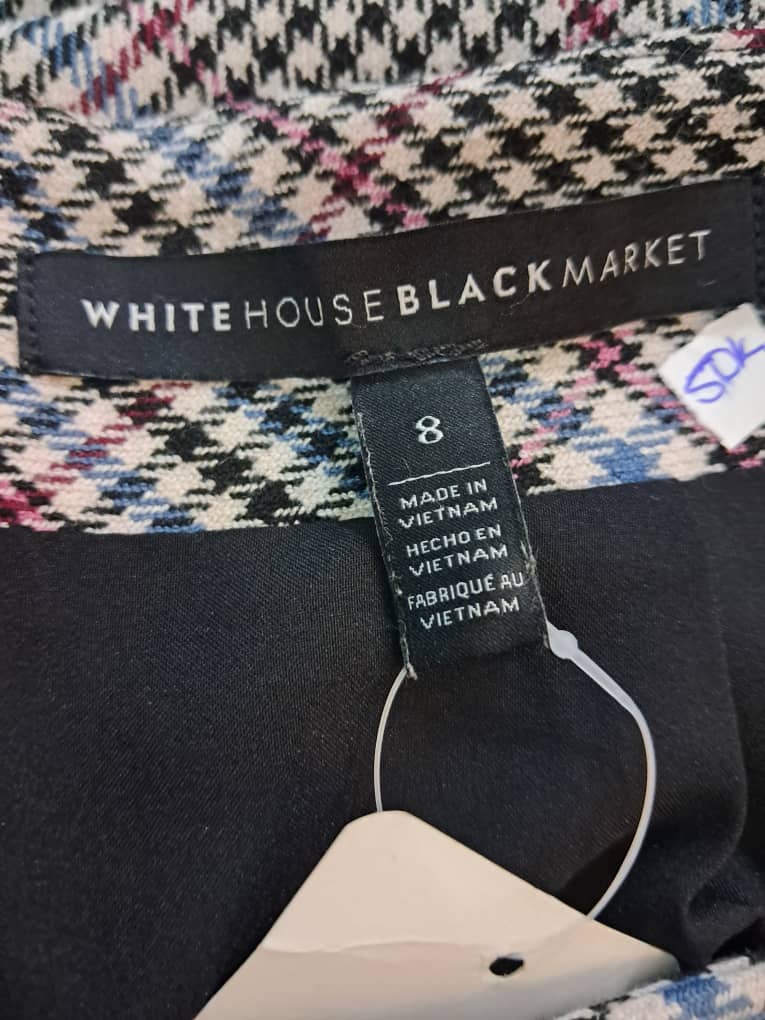 WHITE HOUSE BLACK MARKET
8
MADE IN
VIETNAM
HECHO EN
VIETNAM
FABRIQUÉ AU
VIETNAM